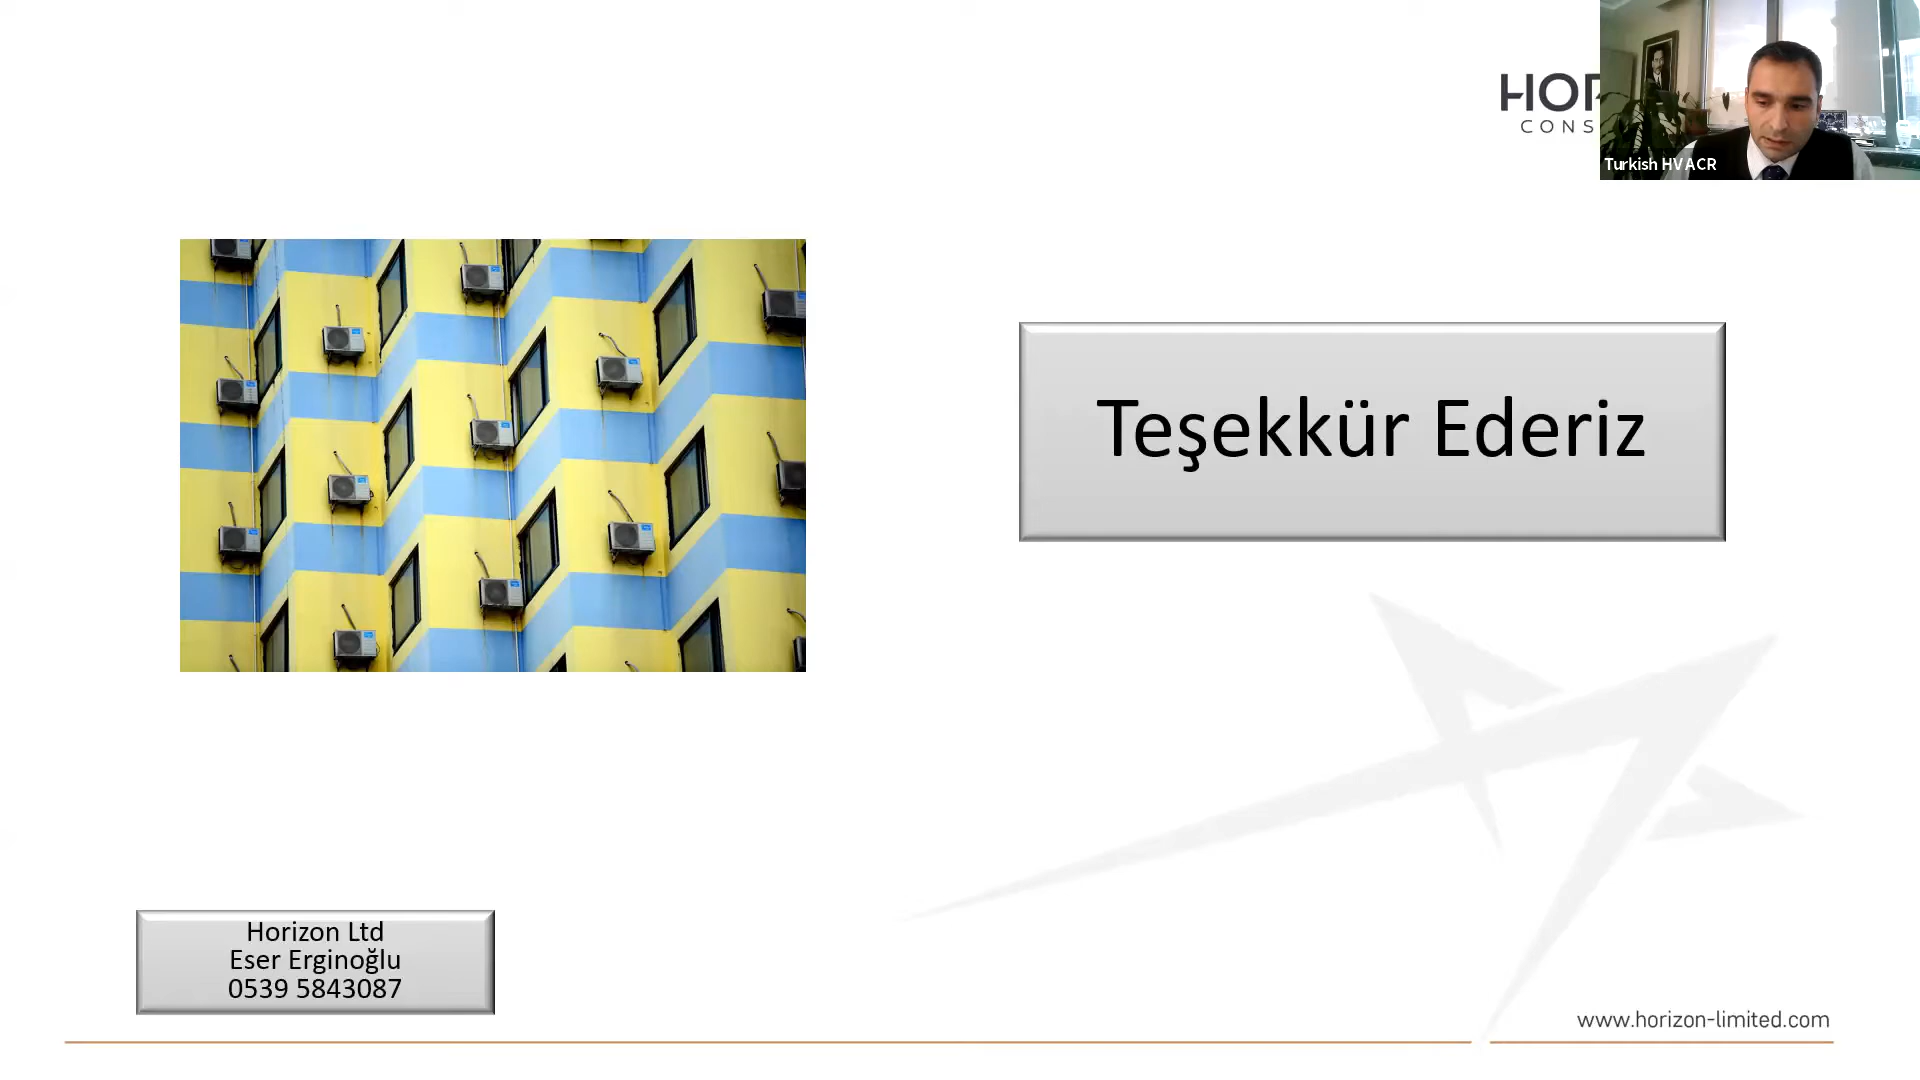 HOR
CONS
Turkish HVACR
Teşekkür Ederiz
Horizon Ltd
Eser Erginoğlu
0539 5843087
www.horizon-limited.com